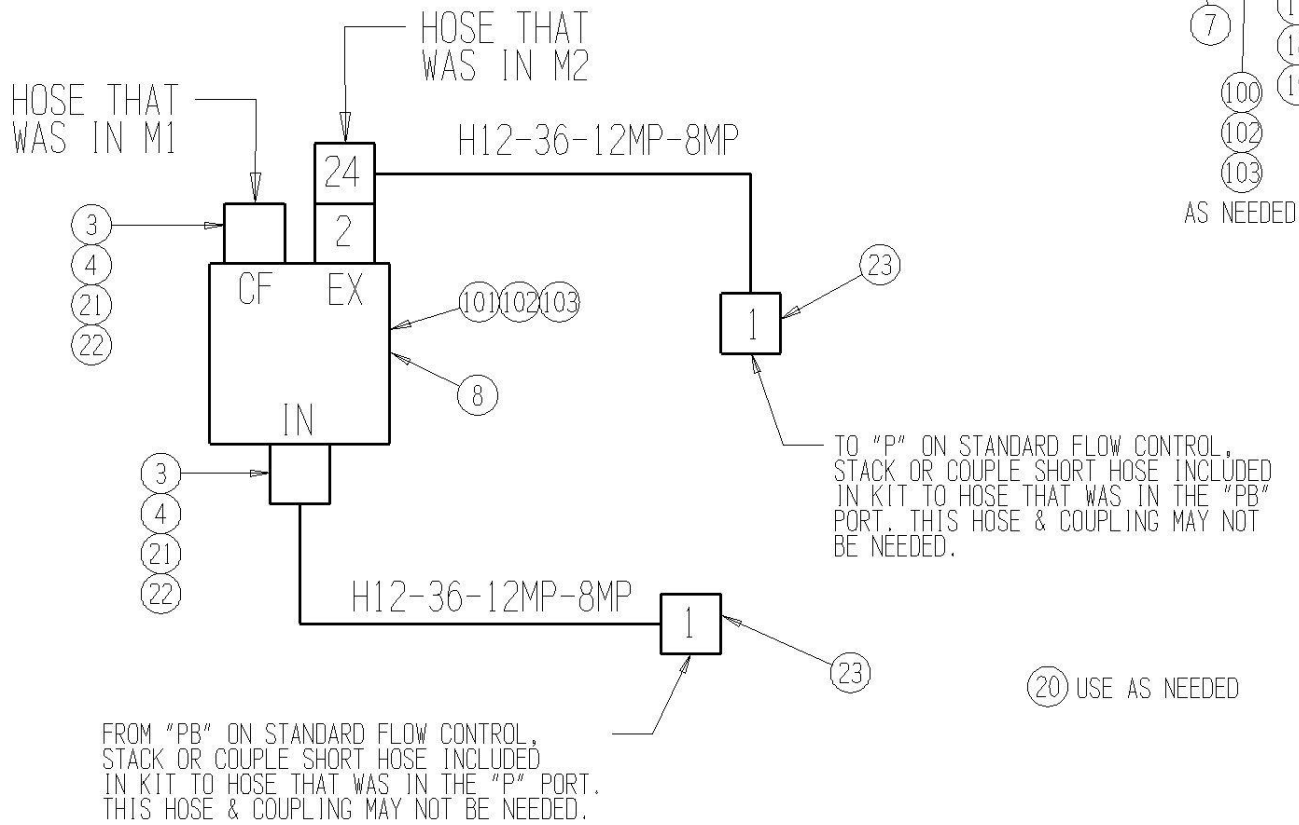 HOSE THAT
WAS IN M2
HOSE THAT
WAS IN M1
H12-36-12MP-8MP
24
2
CF EX
IN
3
4
21
22
101 102 103
8
23
1
7
100
102
103
AS NEEDED
TO "P" ON STANDARD FLOW CONTROL,
STACK OR COUPLE SHORT HOSE INCLUDED
IN KIT TO HOSE THAT WAS IN THE "PB"
PORT. THIS HOSE & COUPLING MAY NOT
BE NEEDED.
3
4
21
22
H12-36-12MP-8MP
1
23
20 USE AS NEEDED
FROM "PB" ON STANDARD FLOW CONTROL,
STACK OR COUPLE SHORT HOSE INCLUDED
IN KIT TO HOSE THAT WAS IN THE "P" PORT.
THIS HOSE & COUPLING MAY NOT BE NEEDED.